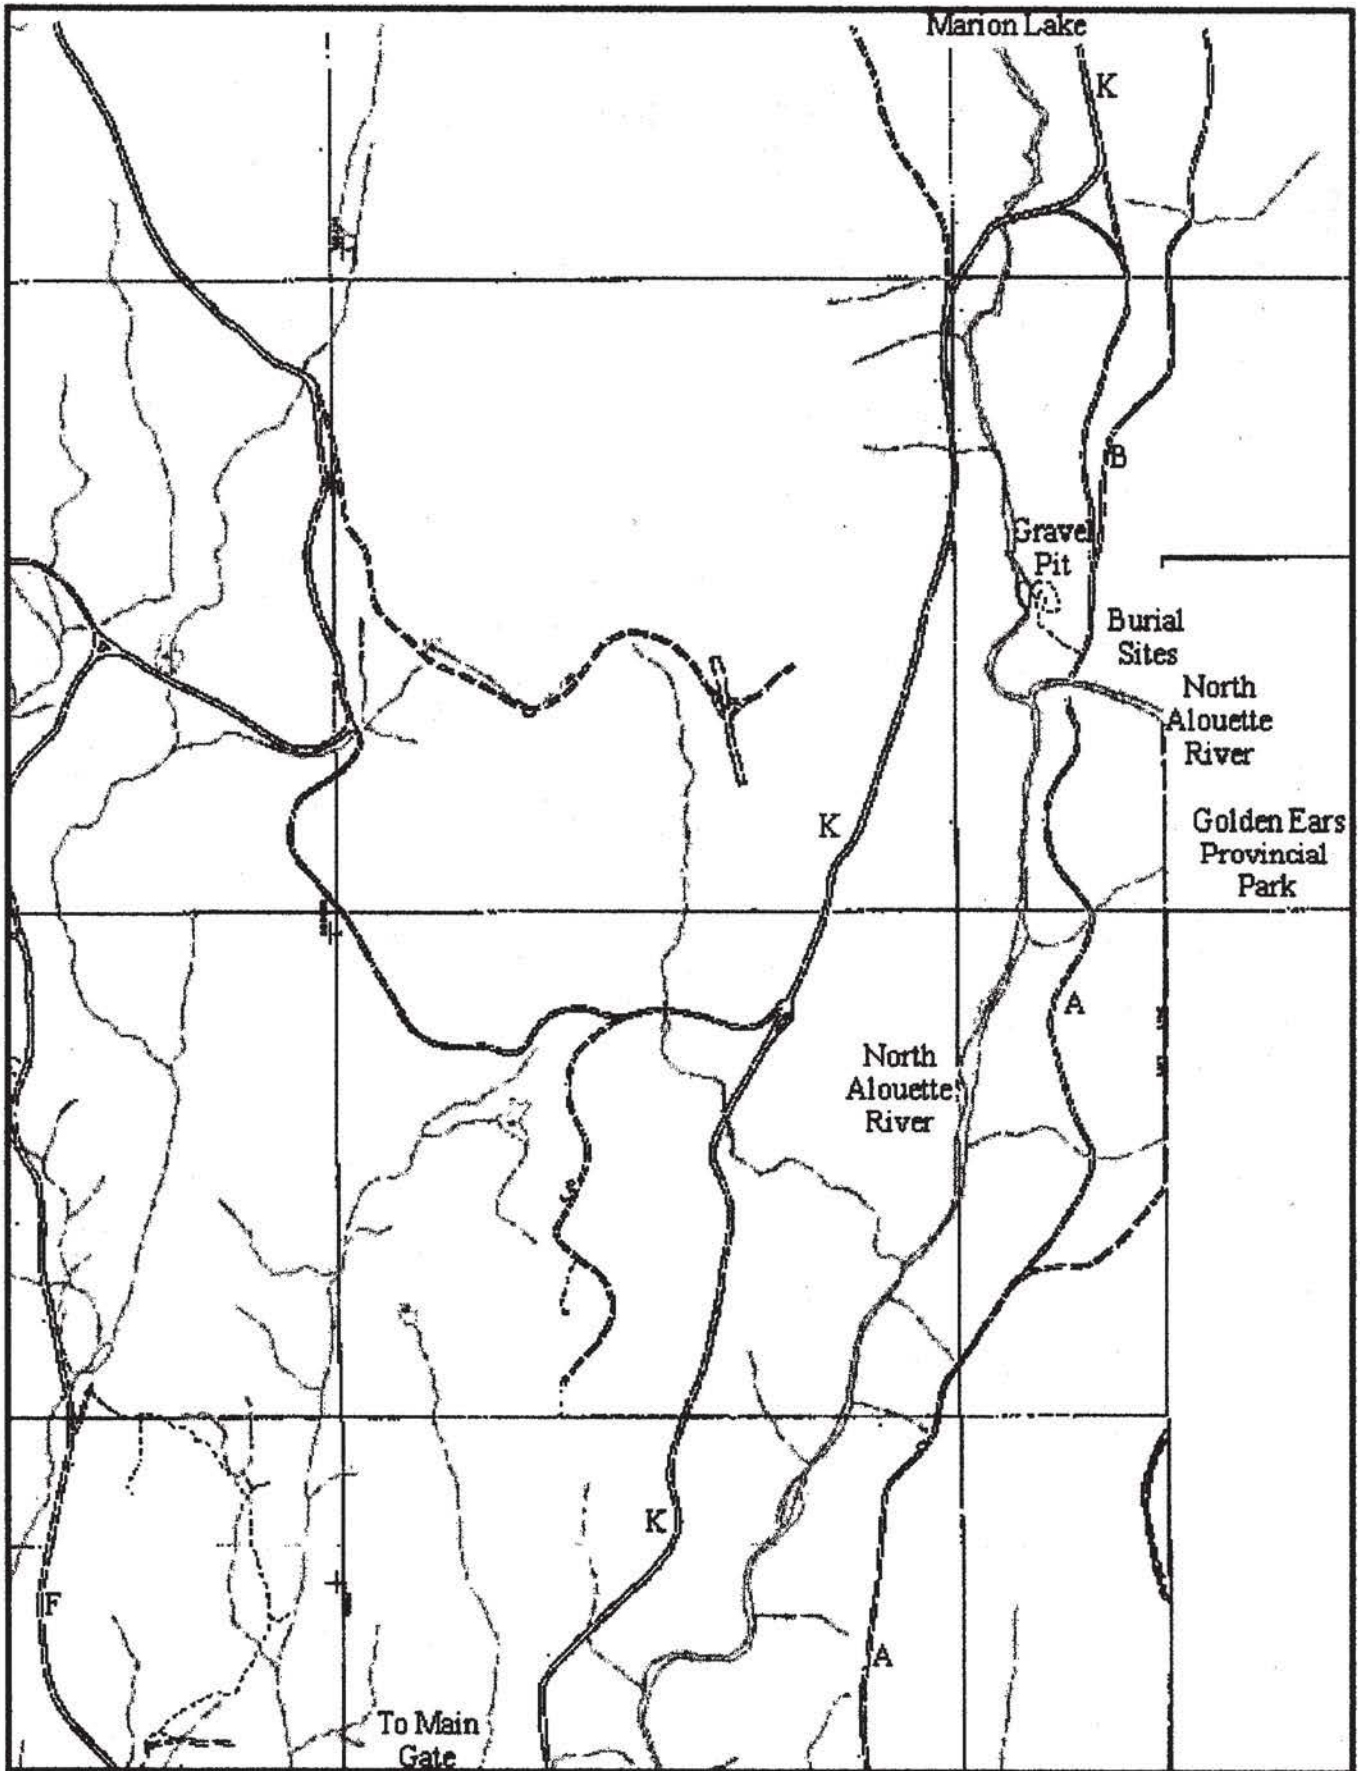 Marion Lake
K
B
Gravel
Pit
Burial
Sites
North
Alouette
River
K
Golden Ears
Provincial
Park
A
North
Alouette
River
K
F
A
To Main
Gate